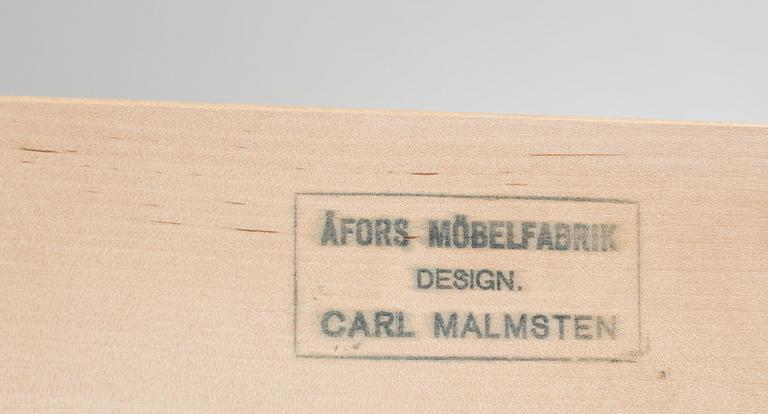 ÅFORS MÖBELFABRIK
DESIGN.
CARL MALMSTEN